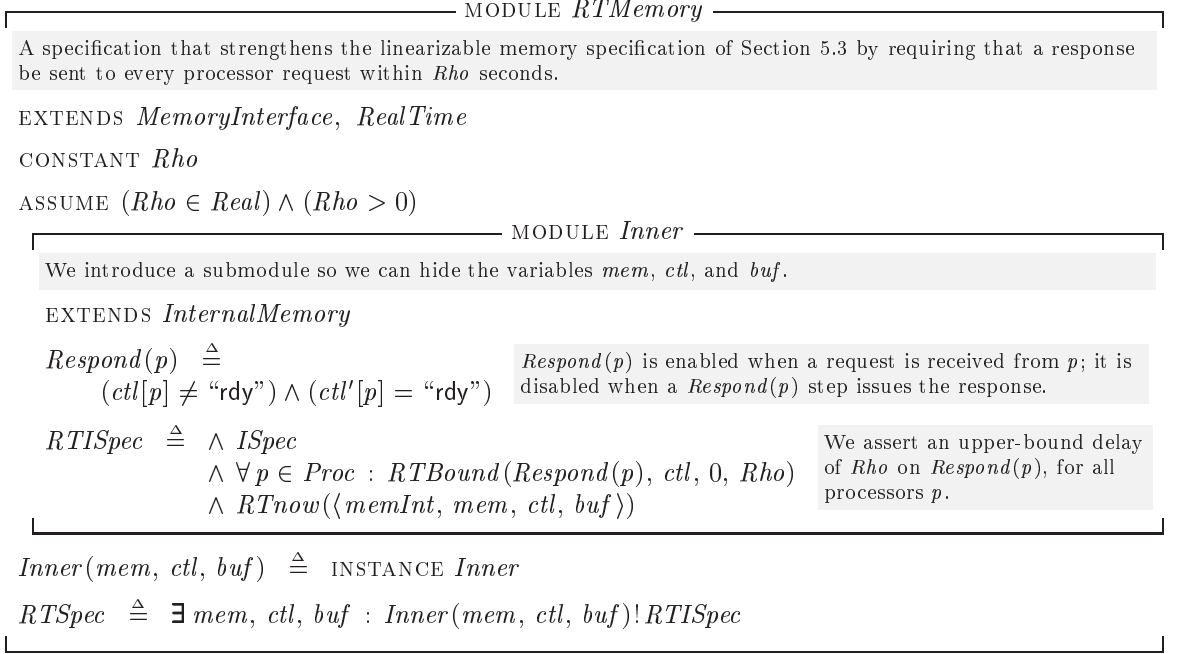 MODULE RTMemory
A specification that strengthens the linearizable memory specification of Section 5.3 by requiring that a response
be sent to every processor request within Rho seconds.
EXTENDS MemoryInterface, RealTime
CONSTANT Rho
ASSUME (Rho ∈ Real) ∧ (Rho > 0)
MODULE Inner
We introduce a submodule so we can hide the variables mem, ctl, and buf.
EXTENDS InternalMemory
Respond(p) ≜
(ctl[p] ≠ “rdy”) ∧ (ctl′[p] = “rdy”)
Respond(p) is enabled when a request is received from p; it is
disabled when a Respond(p) step issues the response.
RTISpec ≜ ∧ ISpec
∧ ∀ p ∈ Proc : RTBound(Respond(p), ctl, 0, Rho)
∧ RTnow(⟨memInt, mem, ctl, buf⟩)
We assert an upper-bound delay
of Rho on Respond(p), for all
processors p.
Inner(mem, ctl, buf) ≜ INSTANCE Inner
RTSpec ≜ ∃ mem, ctl, buf : Inner(mem, ctl, buf)!RTISpec